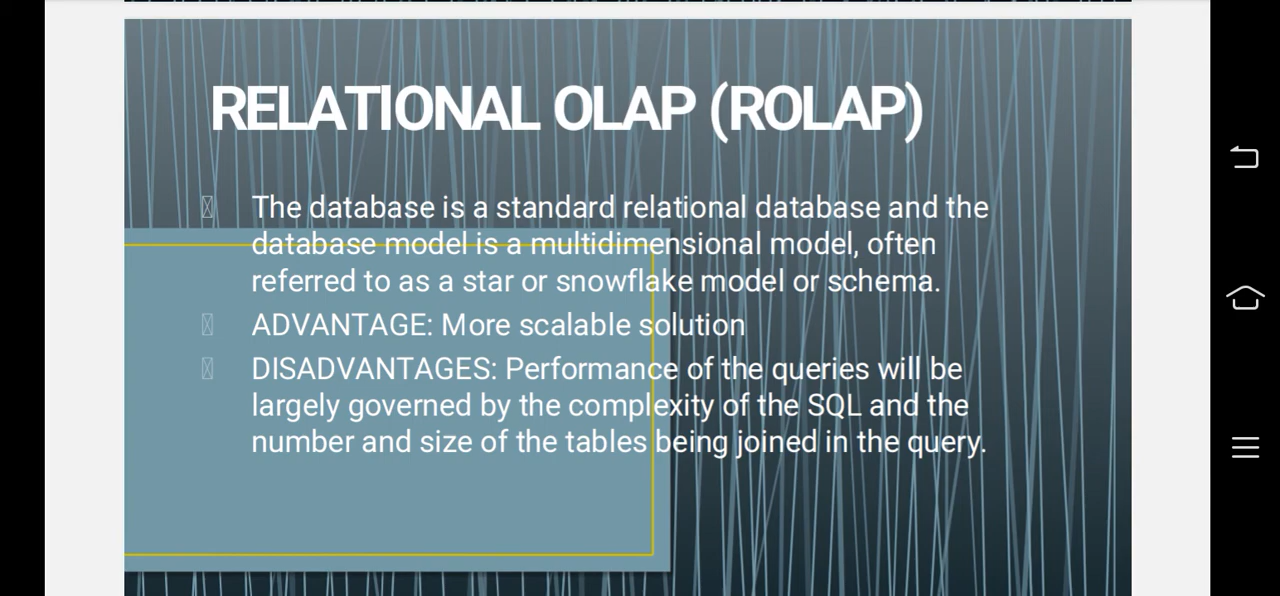 RELATIONAL OLAP (ROLAP)
The database is a standard relational database and the
database model is a multidimensional model, often
referred to as a star or snowflake model or schema.
ADVANTAGE: More scalable solution
DISADVANTAGES: Performance of the queries will be
largely governed by the complexity of the SQL and the
number and size of the tables being joined in the query.